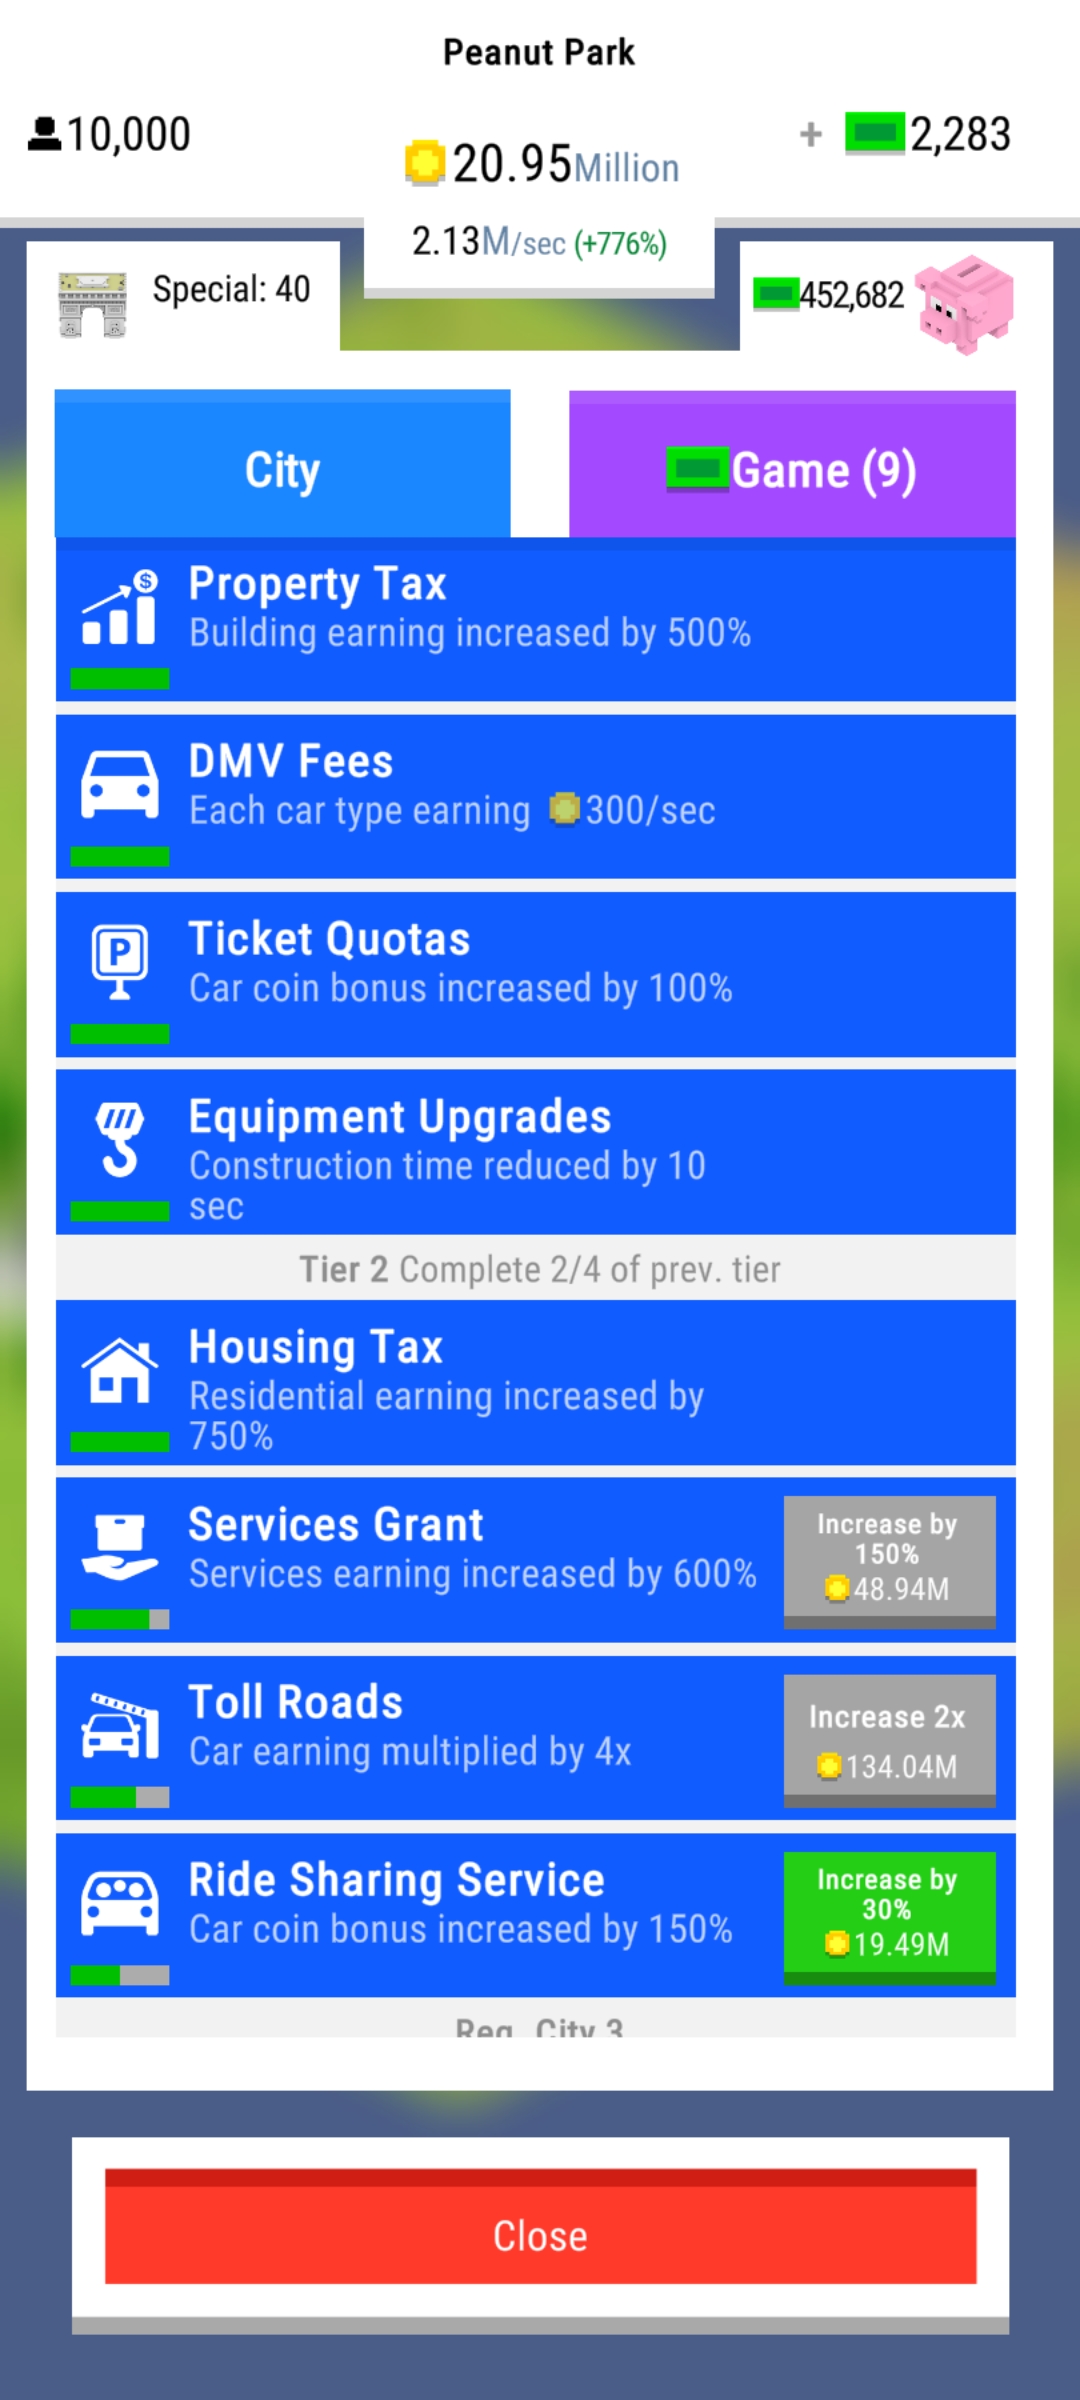 Peanut Park
10,000
20.95Million
+ 2,283
2.13M/sec (+776%)
Special: 40
452,682
City
Game (9)
Property Tax
Building earning increased by 500%
DMV Fees
Each car type earning 300/sec
Ticket Quotas
Car coin bonus increased by 100%
Equipment Upgrades
Construction time reduced by 10
sec
Tier 2 Complete 2/4 of prev. tier
Housing Tax
Residential earning increased by
750%
Services Grant
Services earning increased by 600%
Increase by
150%
48.94M
Toll Roads
Car earning multiplied by 4x
Increase 2x
134.04M
Ride Sharing Service
Car coin bonus increased by 150%
Increase by
30%
19.49M
Req. City 3
Close